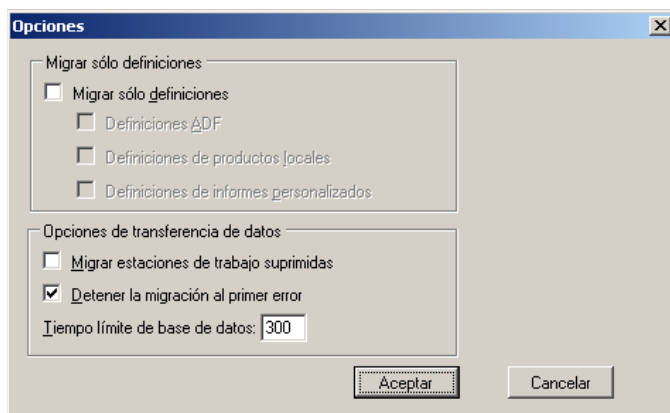 Opciones
Migrar sólo definiciones
Migrar sólo definiciones
Definiciones ADF
Definiciones de productos locales
Definiciones de informes personalizados
Opciones de transferencia de datos
Migrar estaciones de trabajo suprimidas
Detener la migración al primer error
Tiempo límite de base de datos: 300
Aceptar Cancelar